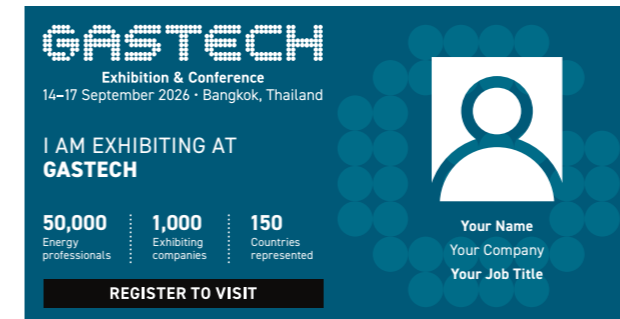 GASTECH
Exhibition & Conference
14–17 September 2026 · Bangkok, Thailand
I AM EXHIBITING AT
GASTECH
50,000
Energy
professionals
1,000
Exhibiting
companies
150
Countries
represented
REGISTER TO VISIT
Your Name
Your Company
Your Job Title